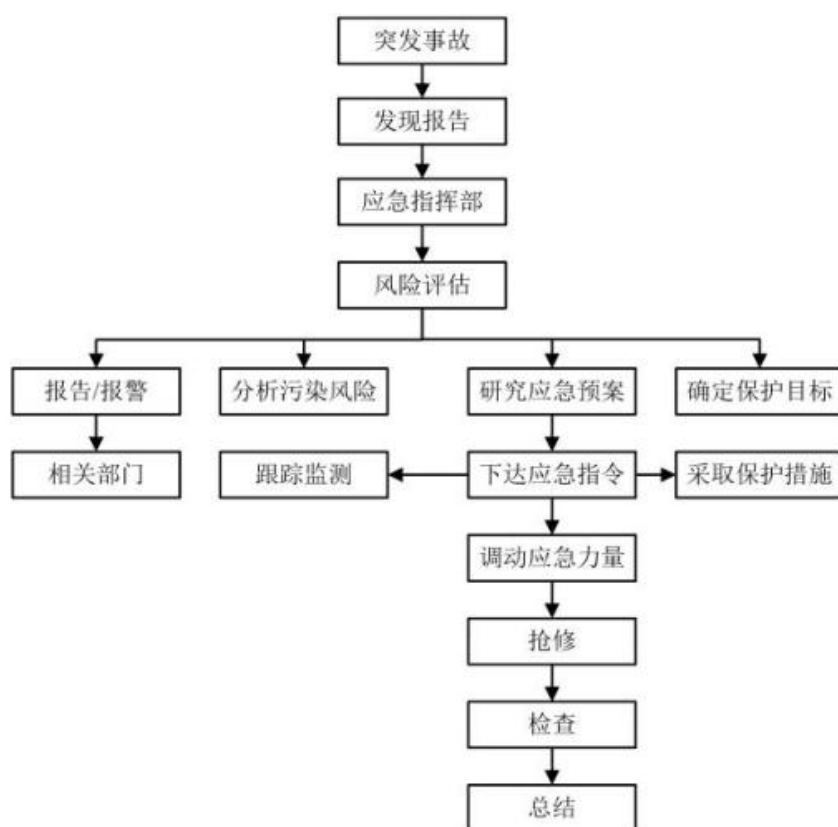 突发事故
发现报告
应急指挥部
风险评估
报告/报警
分析污染风险
研究应急预案
确定保护目标
相关部门
跟踪监测
下达应急指令
采取保护措施
调动应急力量
抢修
检查
总结